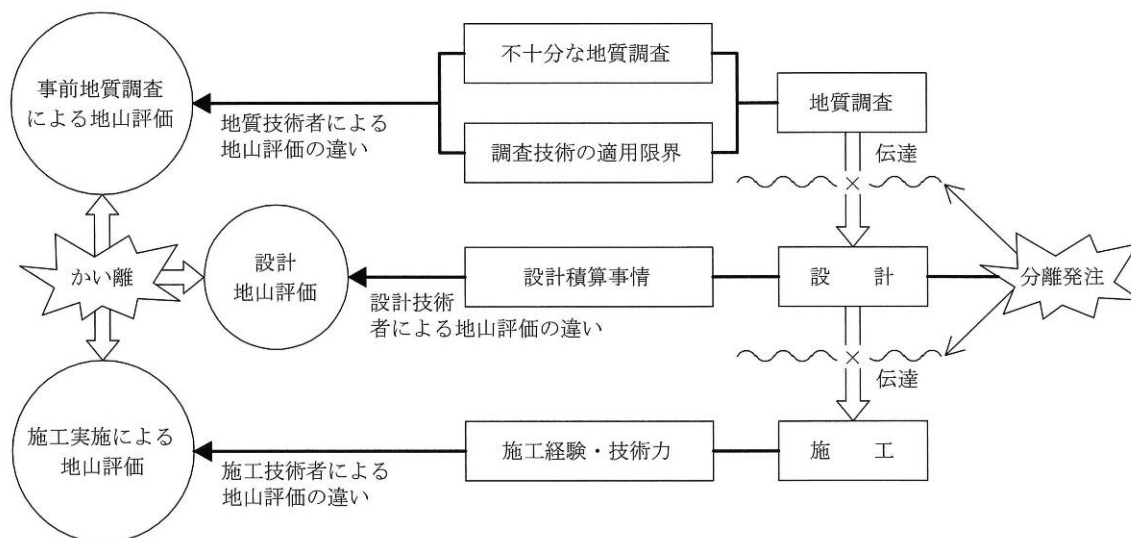 不十分な地質調査
事前地質調査
による地山評価
地質調査
地質技術者による
地山評価の違い
調査技術の適用限界
伝達
×
かい離
設計
地山評価
設計積算事情
設　計
分離発注
設計技術
者による地山評価の違い
×
伝達
施工実施による
地山評価
施工経験・技術力
施　工
施工技術者による
地山評価の違い